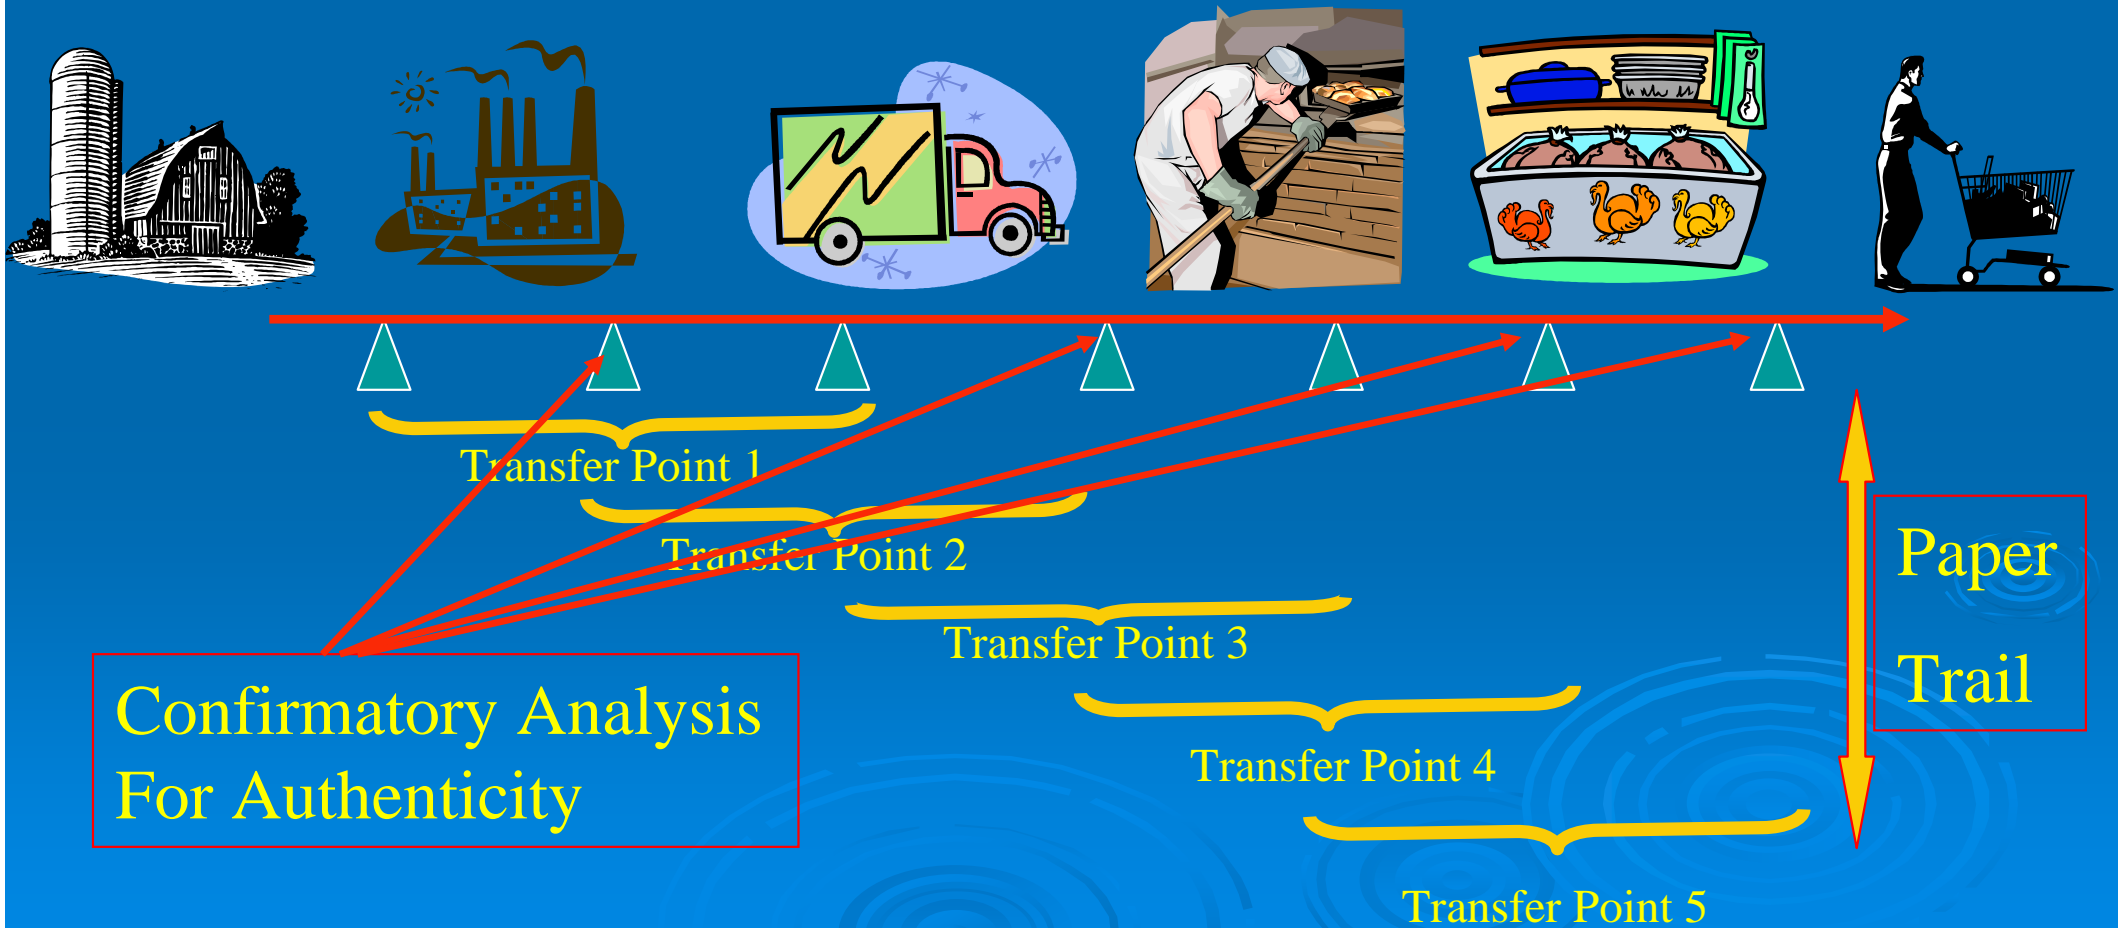 Transfer Point 1
Transfer Point 2
Transfer Point 3
Transfer Point 4
Transfer Point 5
Confirmatory Analysis
For Authenticity
Paper
Trail